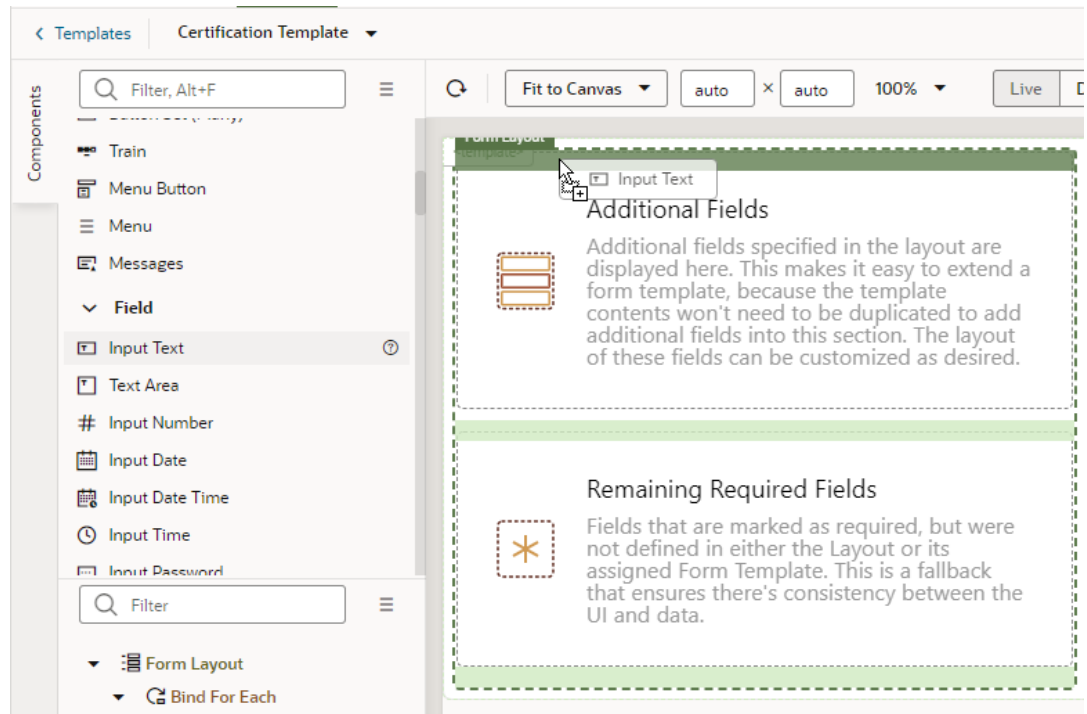 Templates
Certification Template
Components
Filter, Alt+F
Train
Menu Button
Menu
Messages
Field
Input Text
Text Area
Input Number
Input Date
Input Date Time
Input Time
Input Password
Filter
Form Layout
Bind For Each
Fit to Canvas
auto
×
auto
100%
Live
D
Form Layout
<template>
Input Text
Additional Fields
Additional fields specified in the layout are
displayed here. This makes it easy to extend a
form template, because the template
contents won't need to be duplicated to add
additional fields into this section. The layout
of these fields can be customized as desired.
Remaining Required Fields
Fields that are marked as required, but were
not defined in either the Layout or its
assigned Form Template. This is a fallback
that ensures there's consistency between the
UI and data.